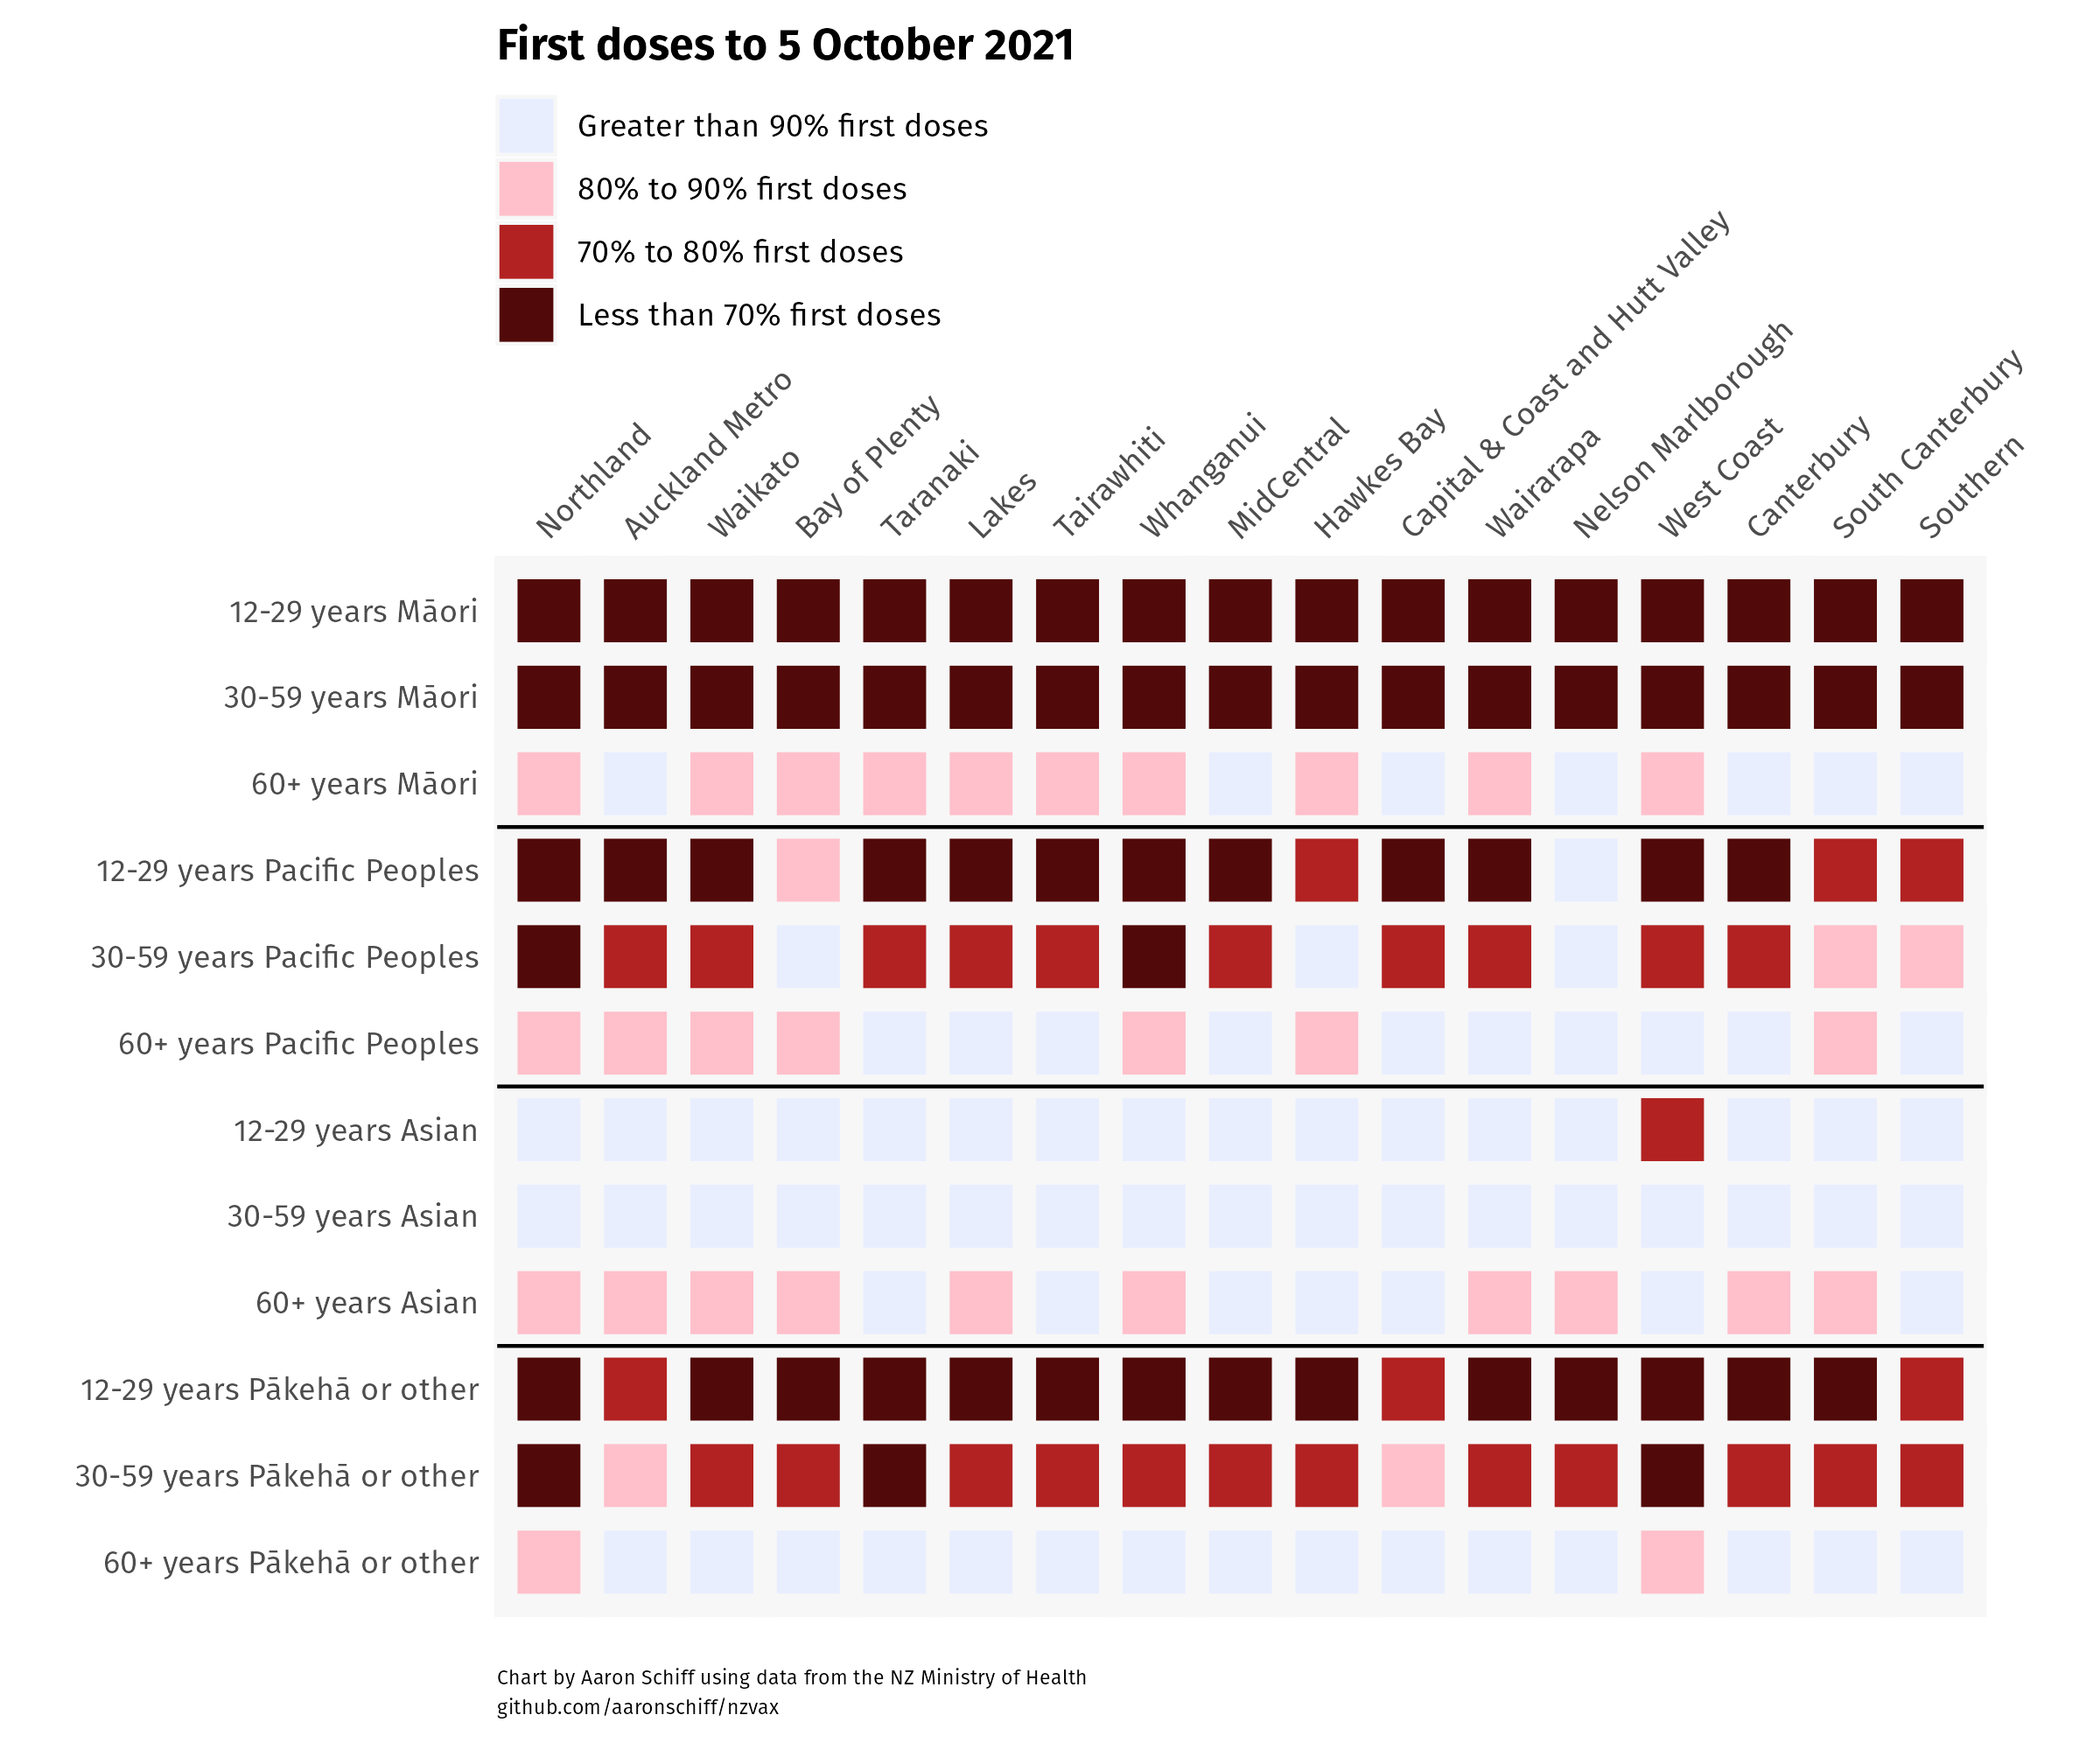 First doses to 5 October 2021
Greater than 90% first doses
80% to 90% first doses
70% to 80% first doses
Less than 70% first doses
Northland
Auckland Metro
Waikato
Bay of Plenty
Taranaki
Lakes
Tairawhiti
Whanganui
MidCentral
Hawkes Bay
Capital & Coast and Hutt Valley
Wairarapa
Nelson Marlborough
West Coast
Canterbury
South Canterbury
Southern
12-29 years Māori
30-59 years Māori
60+ years Māori
12-29 years Pacific Peoples
30-59 years Pacific Peoples
60+ years Pacific Peoples
12-29 years Asian
30-59 years Asian
60+ years Asian
12-29 years Pākehā or other
30-59 years Pākehā or other
60+ years Pākehā or other
Chart by Aaron Schiff using data from the NZ Ministry of Health
github.com/aaronschiff/nzvax